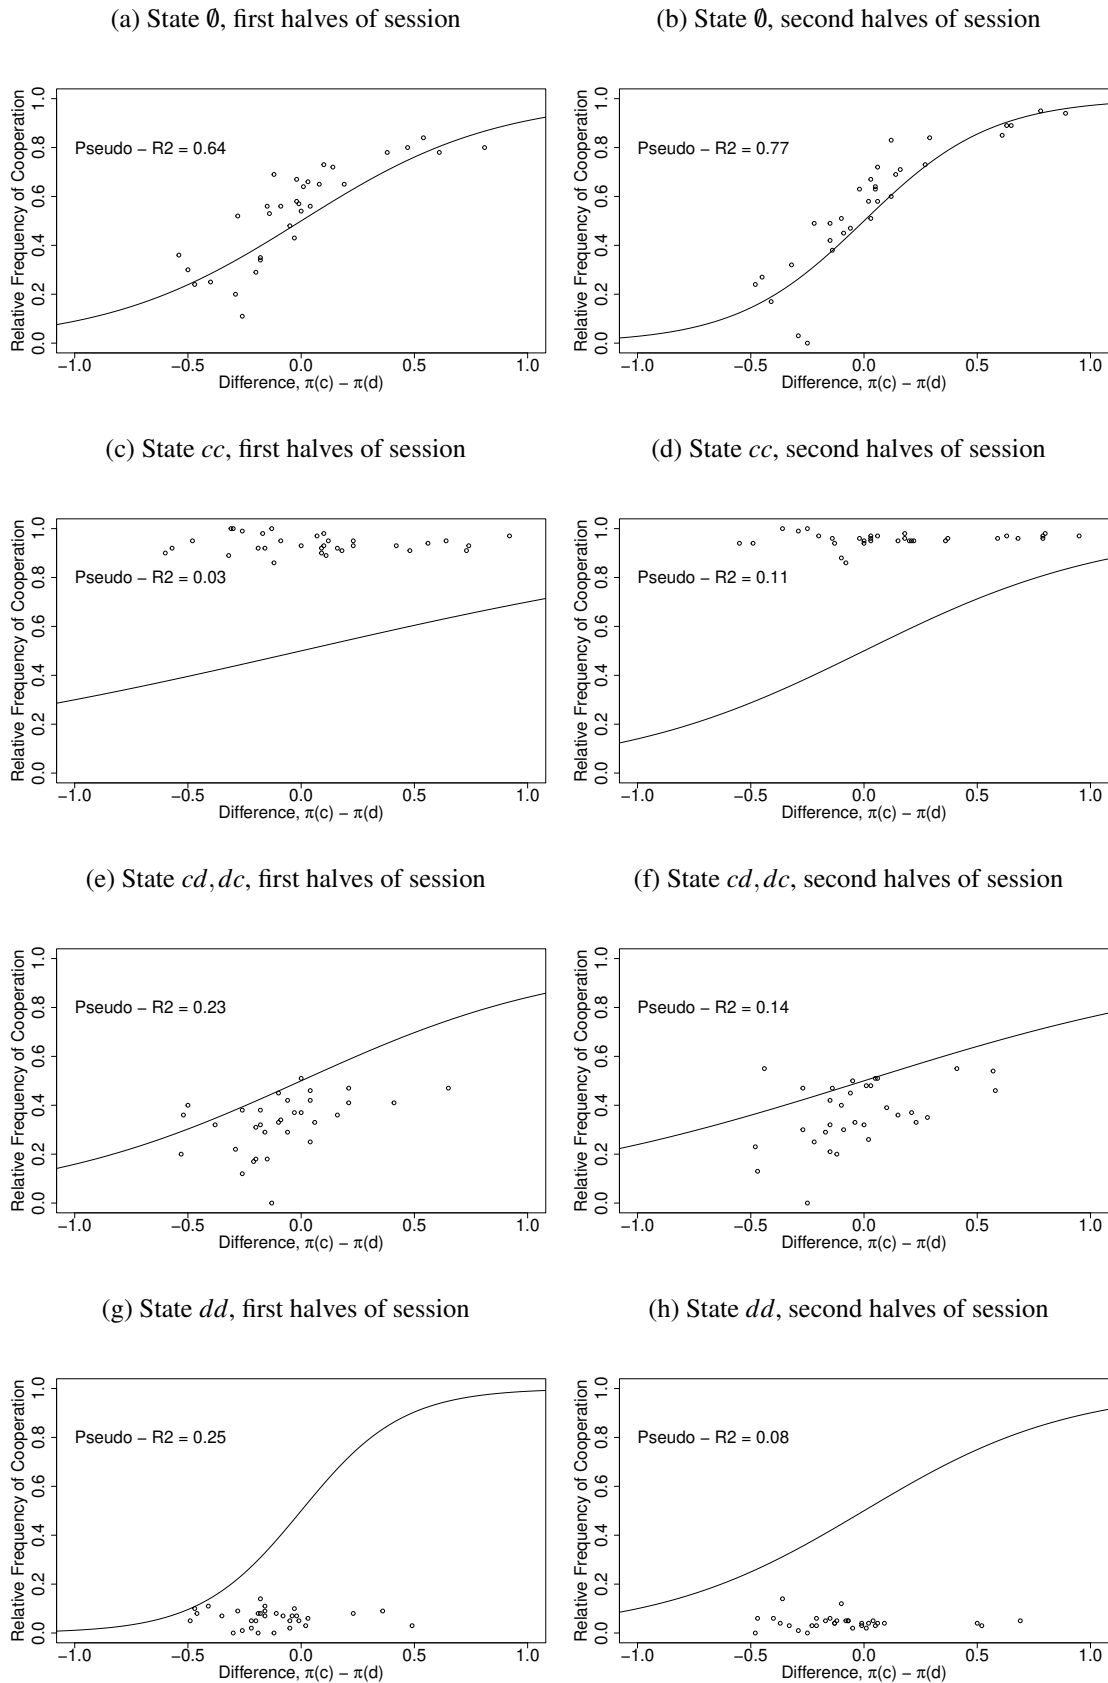 (a) State ∅, first halves of session
(b) State ∅, second halves of session
Relative Frequency of Cooperation
0.0 0.2 0.4 0.6 0.8 1.0
Pseudo − R2 = 0.64
−1.0 −0.5 0.0 0.5 1.0
Difference, π(c) − π(d)
Relative Frequency of Cooperation
0.0 0.2 0.4 0.6 0.8 1.0
Pseudo − R2 = 0.77
−1.0 −0.5 0.0 0.5 1.0
Difference, π(c) − π(d)
(c) State cc, first halves of session
(d) State cc, second halves of session
Relative Frequency of Cooperation
0.0 0.2 0.4 0.6 0.8 1.0
Pseudo − R2 = 0.03
−1.0 −0.5 0.0 0.5 1.0
Difference, π(c) − π(d)
Relative Frequency of Cooperation
0.0 0.2 0.4 0.6 0.8 1.0
Pseudo − R2 = 0.11
−1.0 −0.5 0.0 0.5 1.0
Difference, π(c) − π(d)
(e) State cd, dc, first halves of session
(f) State cd, dc, second halves of session
Relative Frequency of Cooperation
0.0 0.2 0.4 0.6 0.8 1.0
Pseudo − R2 = 0.23
−1.0 −0.5 0.0 0.5 1.0
Difference, π(c) − π(d)
Relative Frequency of Cooperation
0.0 0.2 0.4 0.6 0.8 1.0
Pseudo − R2 = 0.14
−1.0 −0.5 0.0 0.5 1.0
Difference, π(c) − π(d)
(g) State dd, first halves of session
(h) State dd, second halves of session
Relative Frequency of Cooperation
0.0 0.2 0.4 0.6 0.8 1.0
Pseudo − R2 = 0.25
−1.0 −0.5 0.0 0.5 1.0
Difference, π(c) − π(d)
Relative Frequency of Cooperation
0.0 0.2 0.4 0.6 0.8 1.0
Pseudo − R2 = 0.08
−1.0 −0.5 0.0 0.5 1.0
Difference, π(c) − π(d)